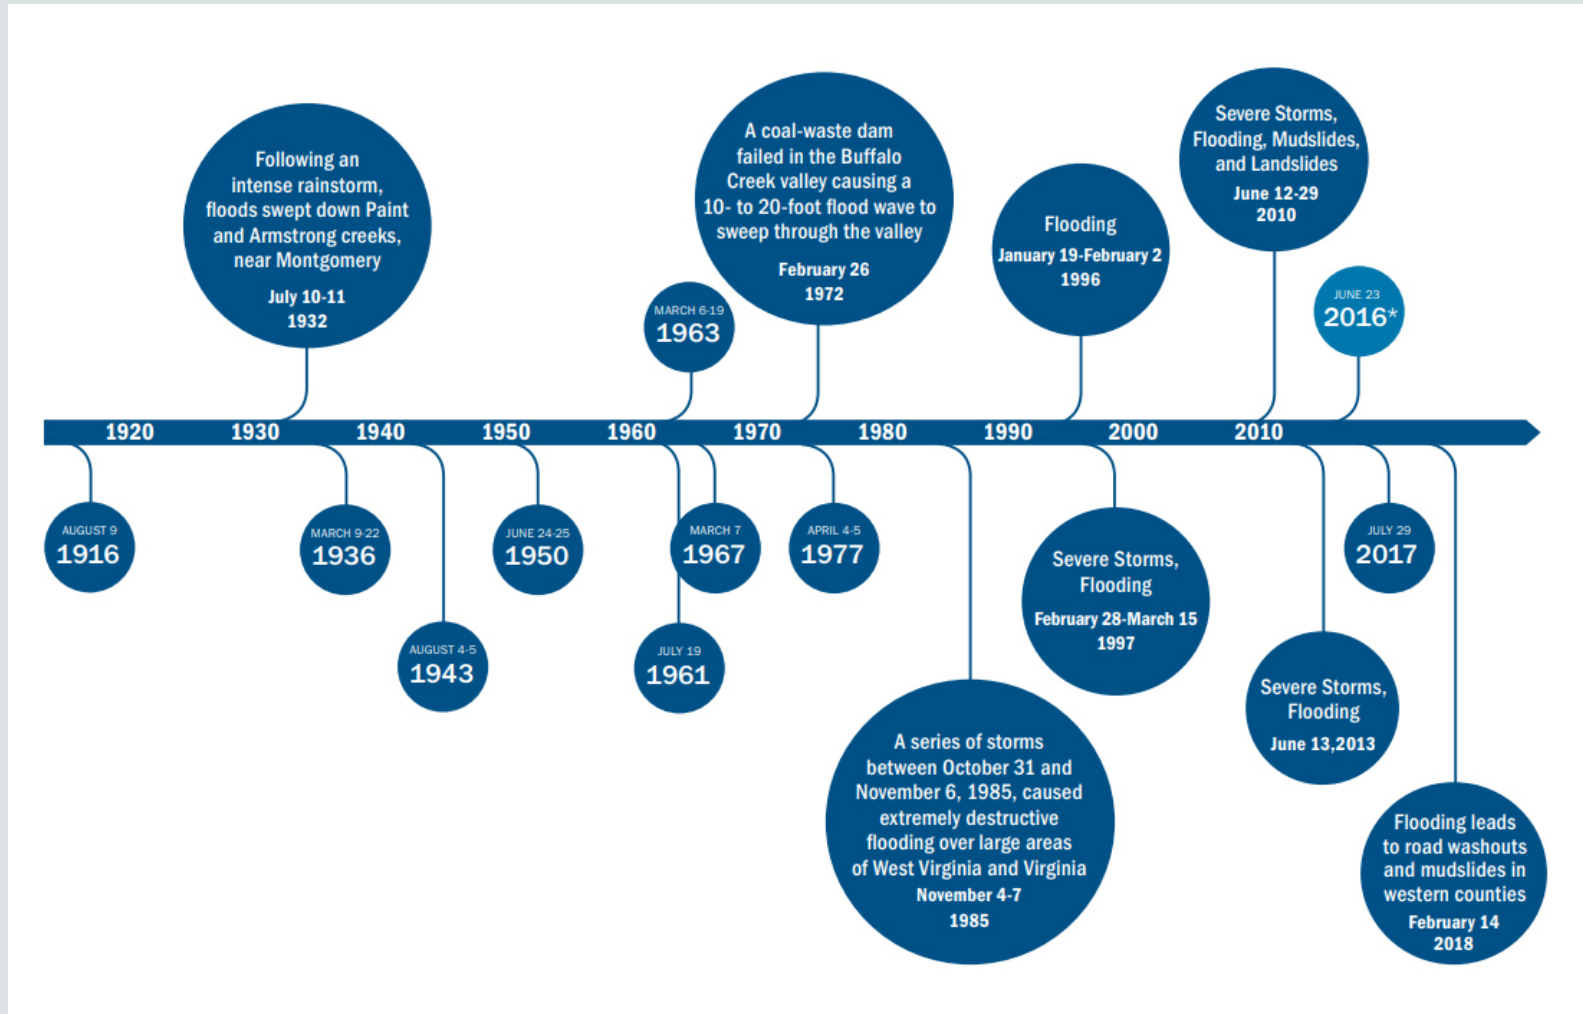 Following an
intense rainstorm,
floods swept down Paint
and Armstrong creeks,
near Montgomery
July 10-11
1932
MARCH 6-19
1963
A coal-waste dam
failed in the Buffalo
Creek valley causing a
10- to 20-foot flood wave to
sweep through the valley
February 26
1972
Flooding
January 19-February 2
1996
Severe Storms,
Flooding, Mudslides,
and Landslides
June 12-29
2010
JUNE 23
2016*
1920 1930 1940 1950 1960 1970 1980 1990 2000 2010
AUGUST 9
1916
MARCH 9-22
1936
AUGUST 4-5
1943
JUNE 24-25
1950
JULY 19
1961
MARCH 7
1967
APRIL 4-5
1977
A series of storms
between October 31 and
November 6, 1985, caused
extremely destructive
flooding over large areas
of West Virginia and Virginia
November 4-7
1985
Severe Storms,
Flooding
February 28-March 15
1997
Severe Storms,
Flooding
June 13,2013
JULY 29
2017
Flooding leads
to road washouts
and mudslides in
western counties
February 14
2018